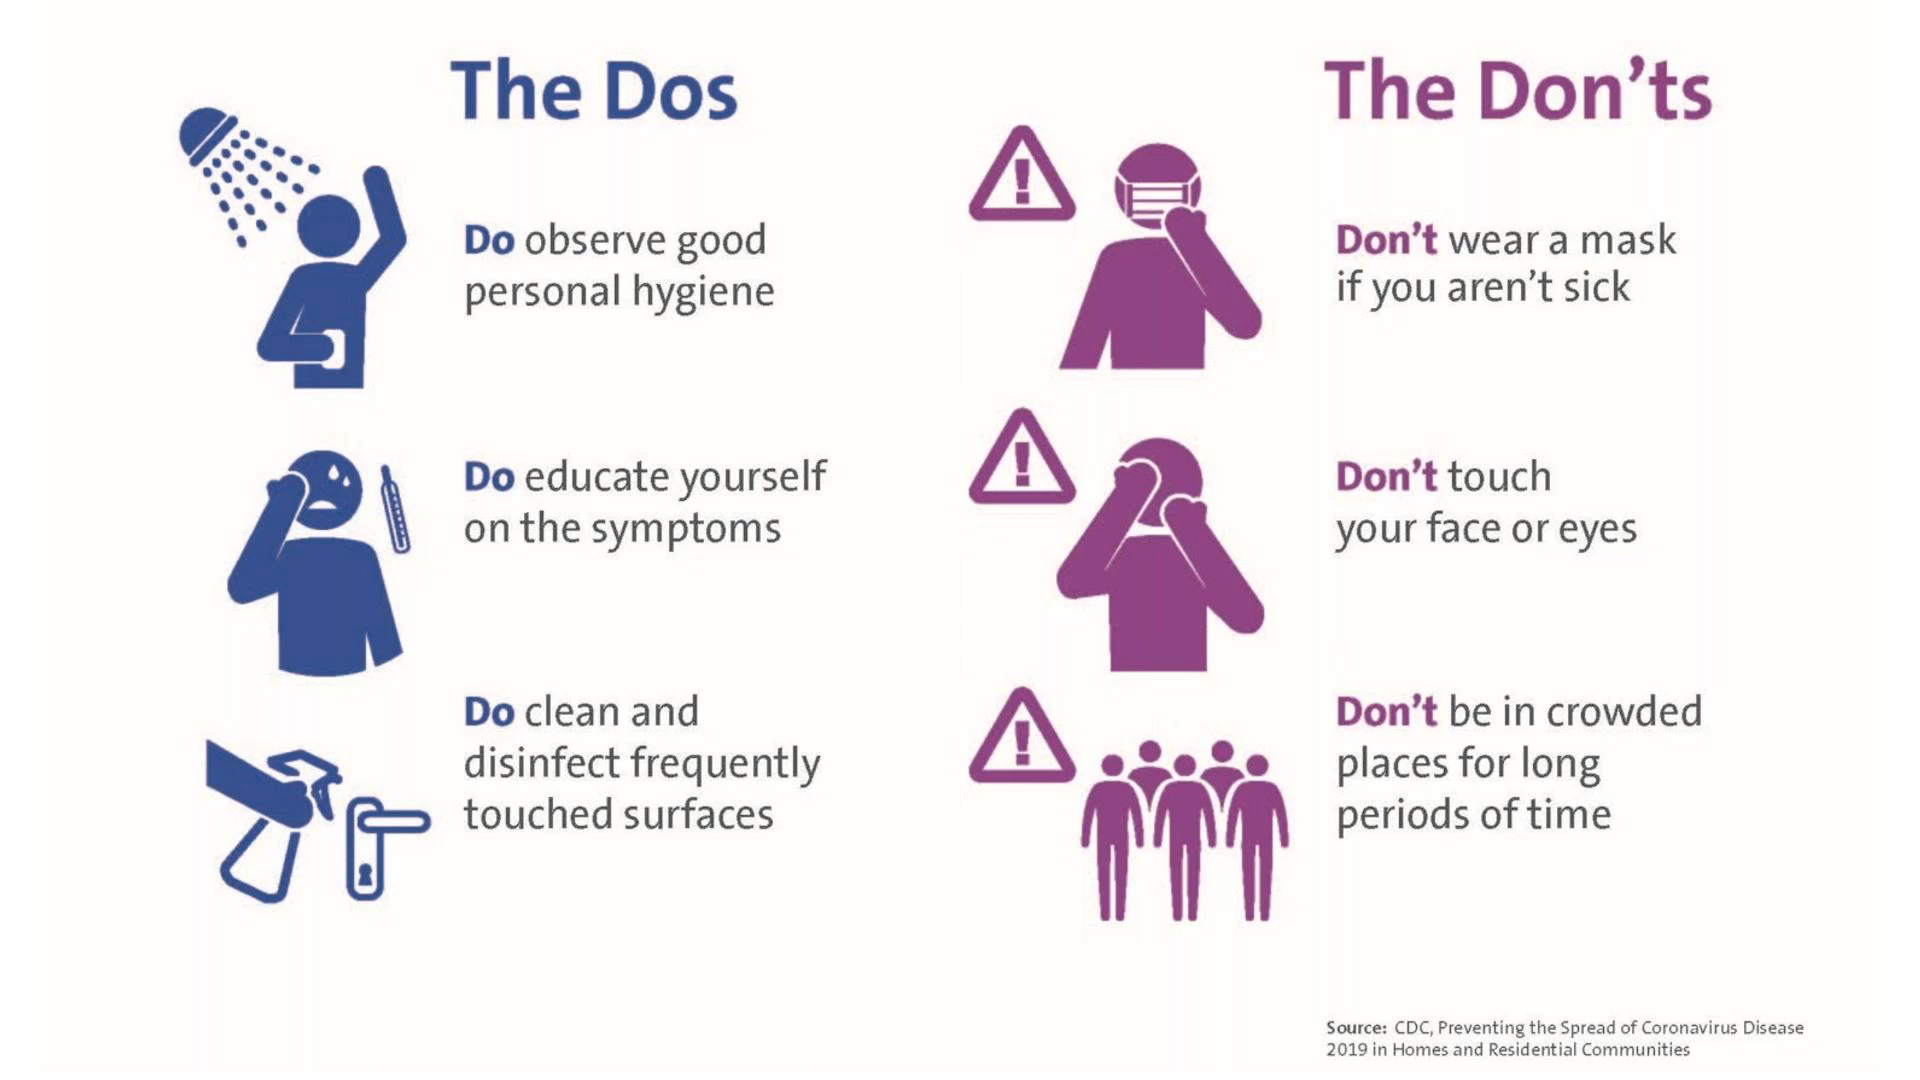 The Dos
Do observe good
personal hygiene
Do educate yourself
on the symptoms
Do clean and
disinfect frequently
touched surfaces
The Don’ts
Don’t wear a mask
if you aren’t sick
Don’t touch
your face or eyes
Don’t be in crowded
places for long
periods of time
Source: CDC, Preventing the Spread of Coronavirus Disease
2019 in Homes and Residential Communities